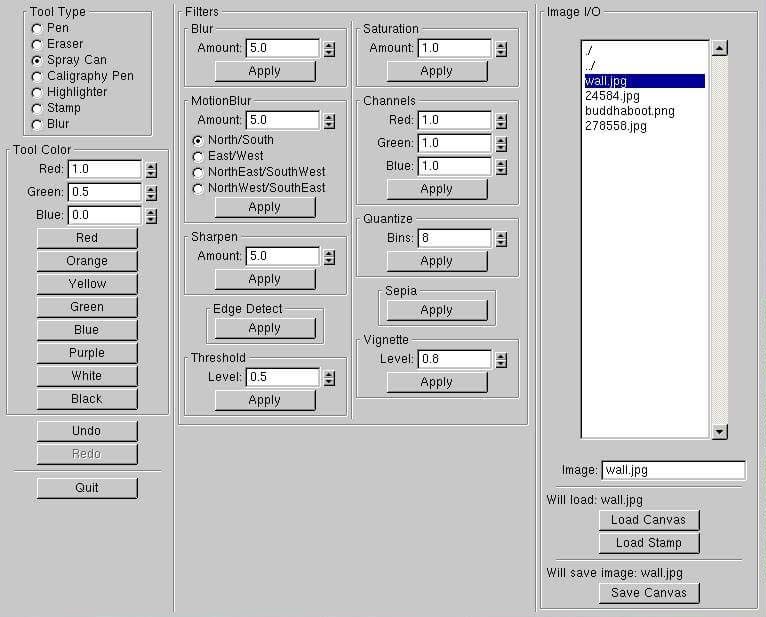 Tool Type
Pen
Eraser
Spray Can
Caligraphy Pen
Highlighter
Stamp
Blur
Tool Color
Red: 1.0
Green: 0.5
Blue: 0.0
Red
Orange
Yellow
Green
Blue
Purple
White
Black
Undo
Redo
Quit
Filters
Blur
Amount: 5.0
Apply
MotionBlur
Amount: 5.0
North/South
East/West
NorthEast/SouthWest
NorthWest/SouthEast
Apply
Sharpen
Amount: 5.0
Apply
Edge Detect
Apply
Threshold
Level: 0.5
Apply
Saturation
Amount: 1.0
Apply
Channels
Red: 1.0
Green: 1.0
Blue: 1.0
Apply
Quantize
Bins: 8
Apply
Sepia
Apply
Vignette
Level: 0.8
Apply
Image I/O
./
../
wall.jpg
24584.jpg
buddhaboot.png
278558.jpg
Image: wall.jpg
Will load: wall.jpg
Load Canvas
Load Stamp
Will save image: wall.jpg
Save Canvas